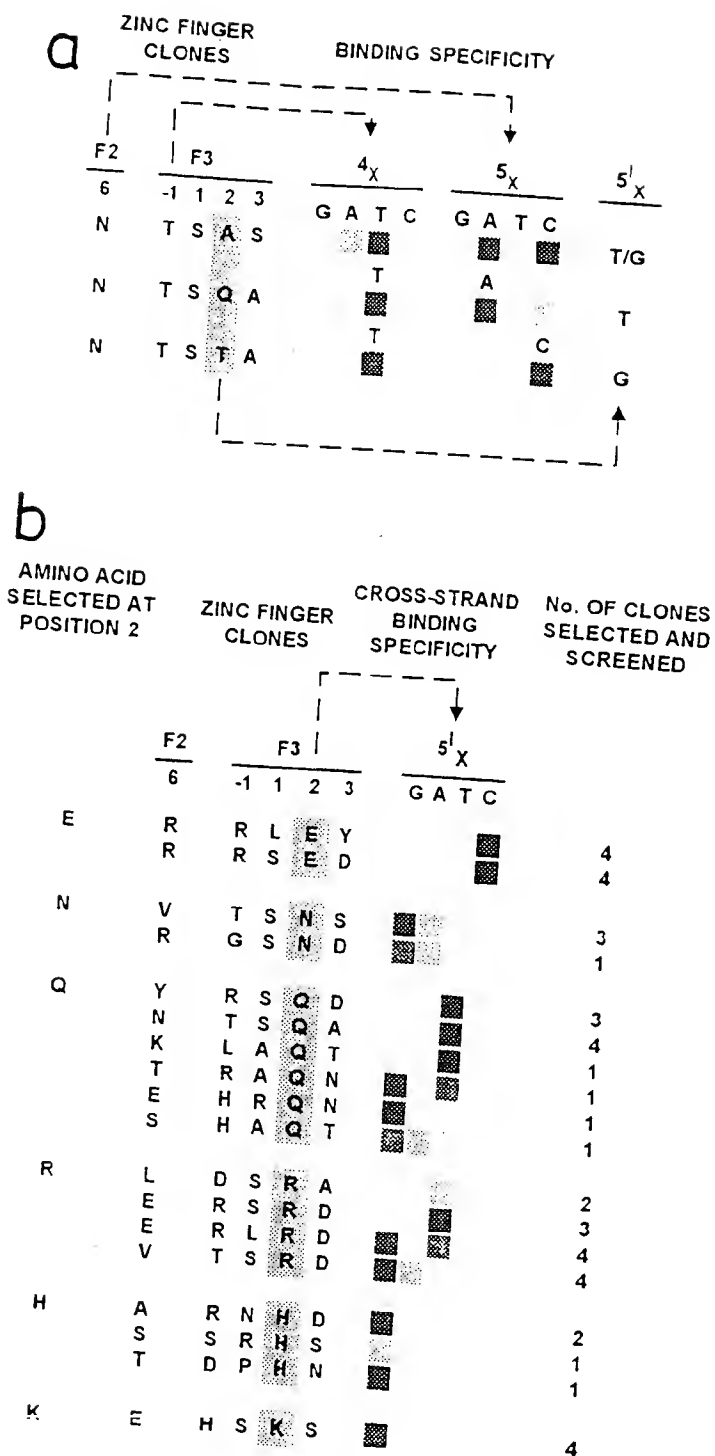 a
ZINC FINGER CLONES BINDING SPECIFICITY
F2 F3 4X 5X 5'X
6 -1 1 2 3 G A T C G A T C
N T S A S T/G
T A
N T S Q A T
T C
N T S T A G
b
AMINO ACID SELECTED AT POSITION 2 ZINC FINGER CLONES CROSS-STRAND BINDING SPECIFICITY No. OF CLONES SELECTED AND SCREENED
F2 F3 5'X
6 -1 1 2 3 G A T C
E R R L E Y 4
R R S E D 4
N V T S N S 3
R G S N D 1
Q Y R S Q D 3
N T S Q A 4
K L A Q T 1
T R A Q N 1
E H R Q N 1
S H A Q T 1
R L D S R A 2
E R S R D 3
E R L R D 4
V T S R D 4
H A R N H D 2
S S R H S 1
T D P H N 1
K E H S K S 4